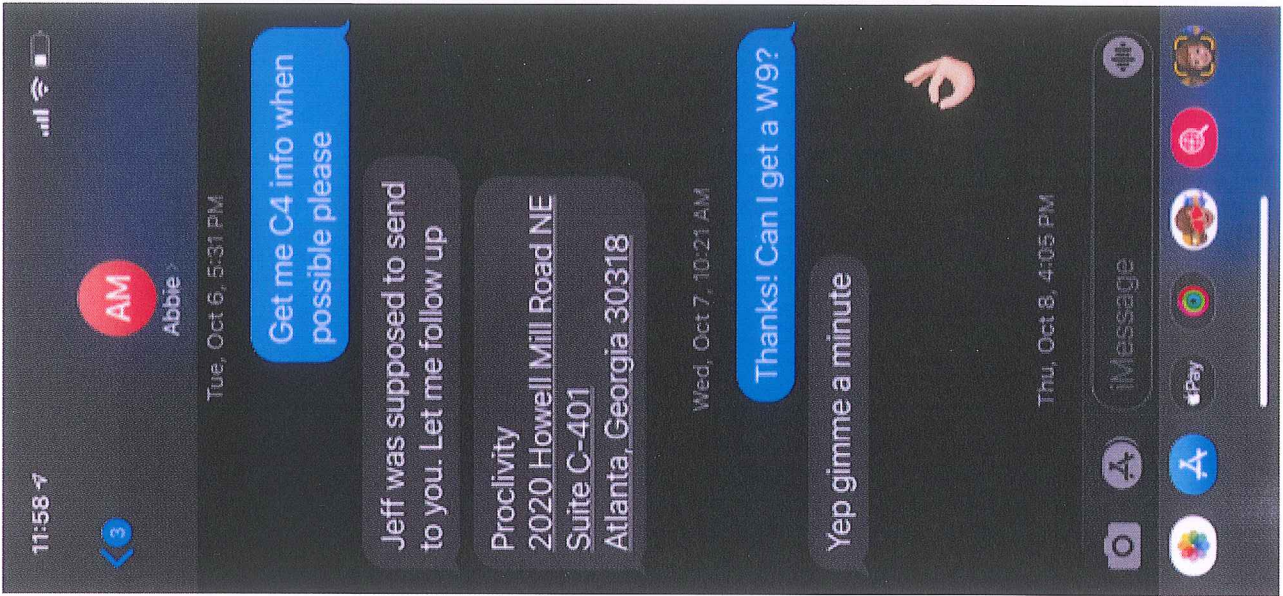 11:58
3
AM
Abbie
Tue, Oct 6, 5:31 PM
Get me C4 info when
possible please
Jeff was supposed to send
to you. Let me follow up
Proclivity
2020 Howell Mill Road NE
Suite C-401
Atlanta, Georgia 30318
Wed, Oct 7, 10:21 AM
Thanks! Can I get a W9?
Yep gimme a minute
Thu, Oct 8, 4:05 PM
iMessage
Pay